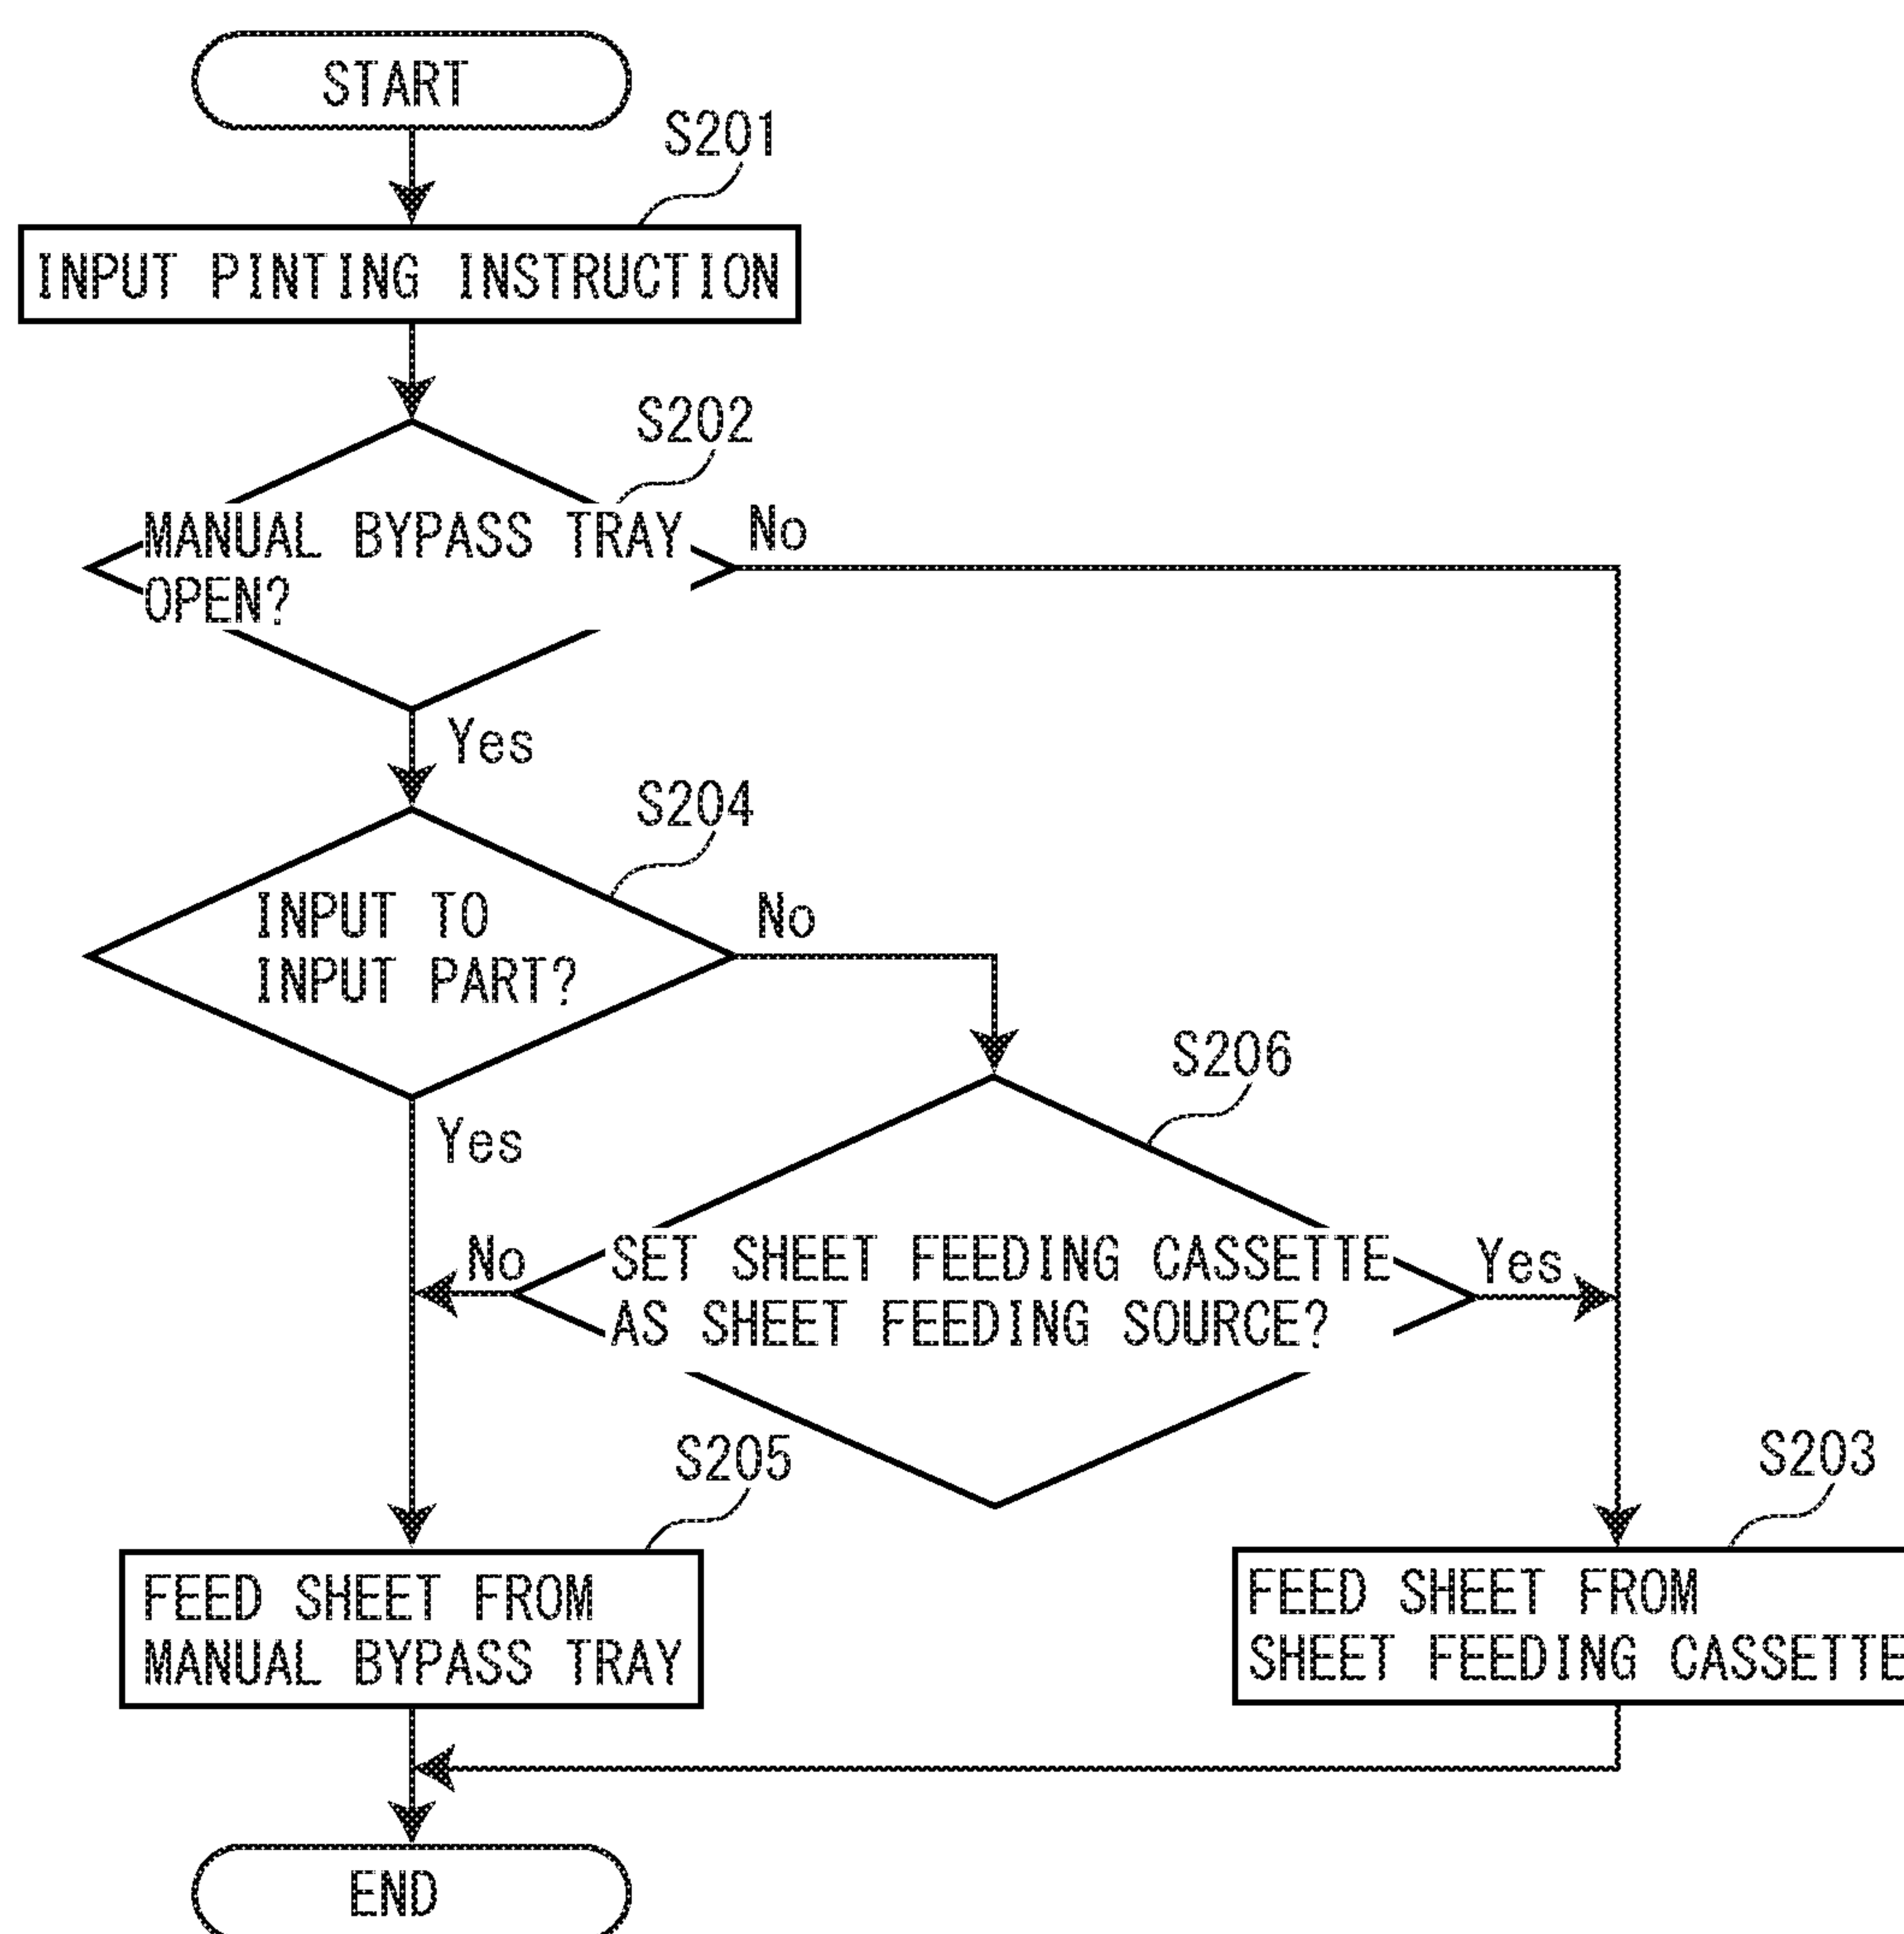 START
S201
INPUT PINTING INSTRUCTION
S202
MANUAL BYPASS TRAY
OPEN?
No
Yes
S204
INPUT TO
INPUT PART?
No
Yes
S206
SET SHEET FEEDING CASSETTE
AS SHEET FEEDING SOURCE?
No
Yes
S205
FEED SHEET FROM
MANUAL BYPASS TRAY
S203
FEED SHEET FROM
SHEET FEEDING CASSETTE
END